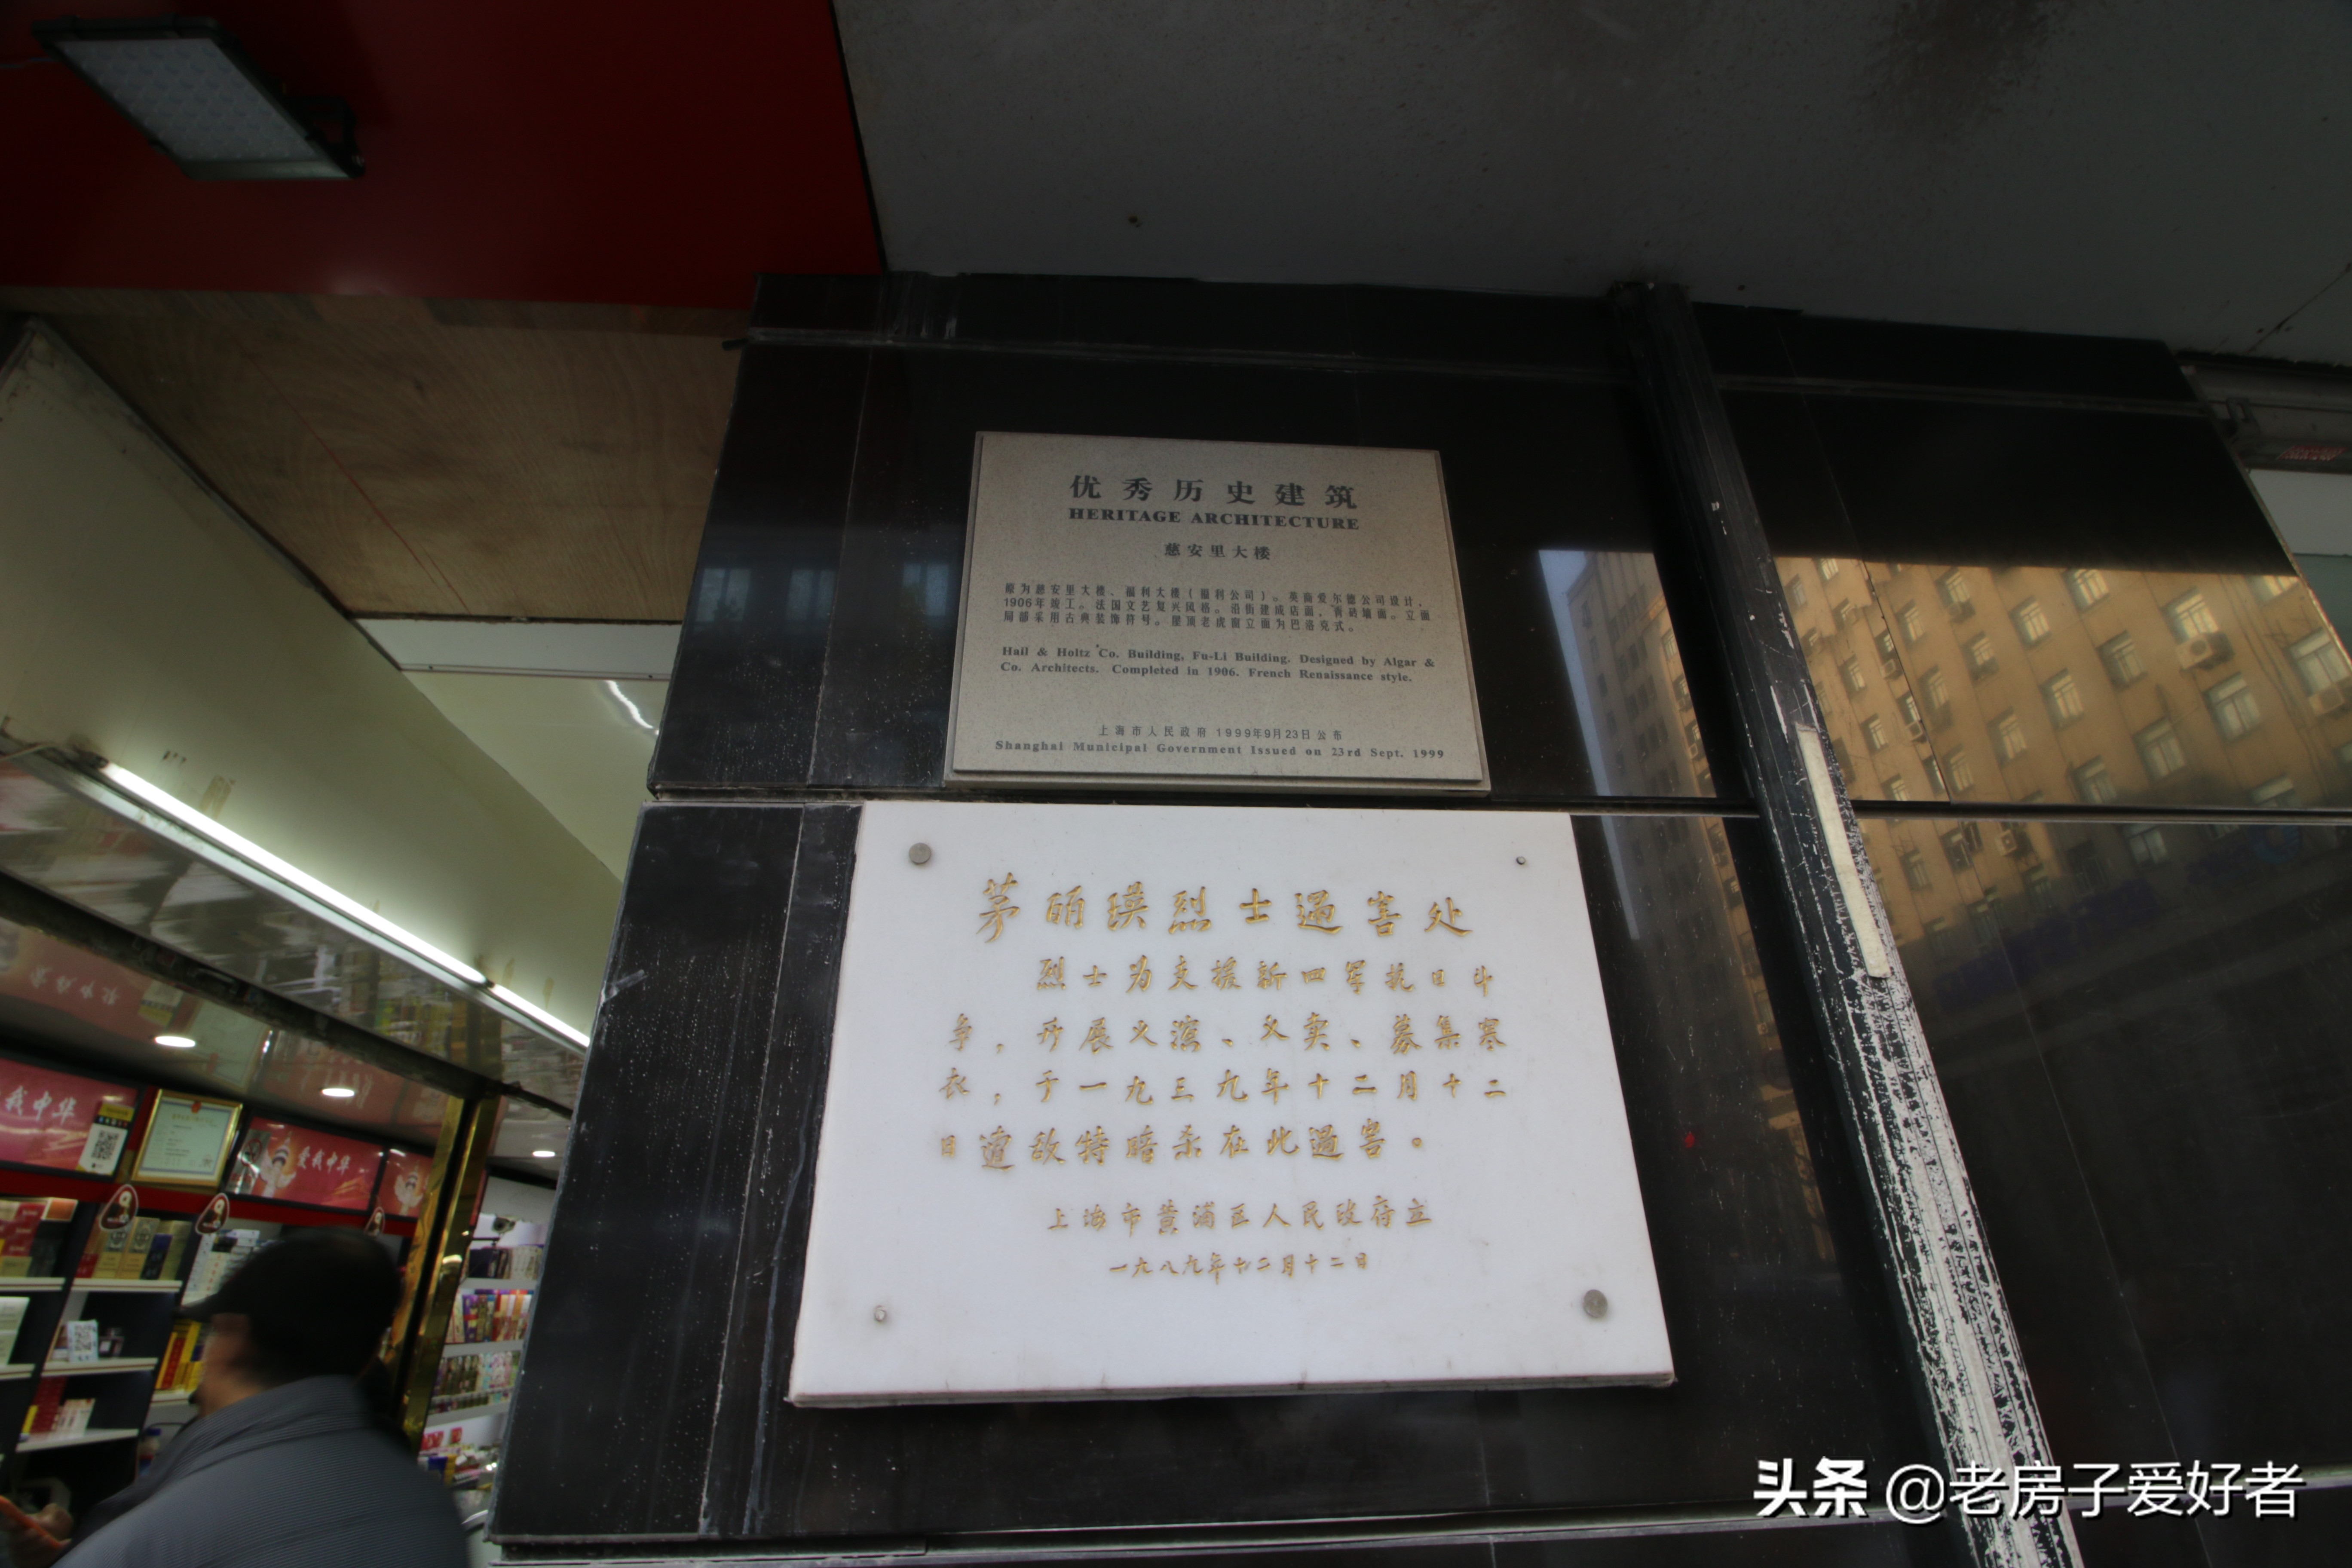 优秀历史建筑
HERITAGE ARCHITECTURE
慈安里大楼
原为慈安里大楼、福利大楼(福利公司)。英商爱尔德公司设计,
1906年竣工。法国文艺复兴风格。沿街建成店面,青砖墙面。立面
局部采用古典装饰符号。屋顶老虎窗立面为巴洛克式。
Hall & Holtz Co. Building, Fu-Li Building. Designed by Algar &
Co. Architects. Completed in 1906. French Renaissance style.
上海市人民政府 1999年9月23日公布
Shanghai Municipal Government Issued on 23rd Sept. 1999
茅丽瑛烈士遇害处
烈士为支援新四军抗日斗
争,开展义演、义卖、募集寒
衣,于一九三九年十二月十二
日遭敌特暗杀在此遇害。
上海市黄浦区人民政府立
一九八九年十二月十二日
我中华
爱我中华
头条 @老房子爱好者